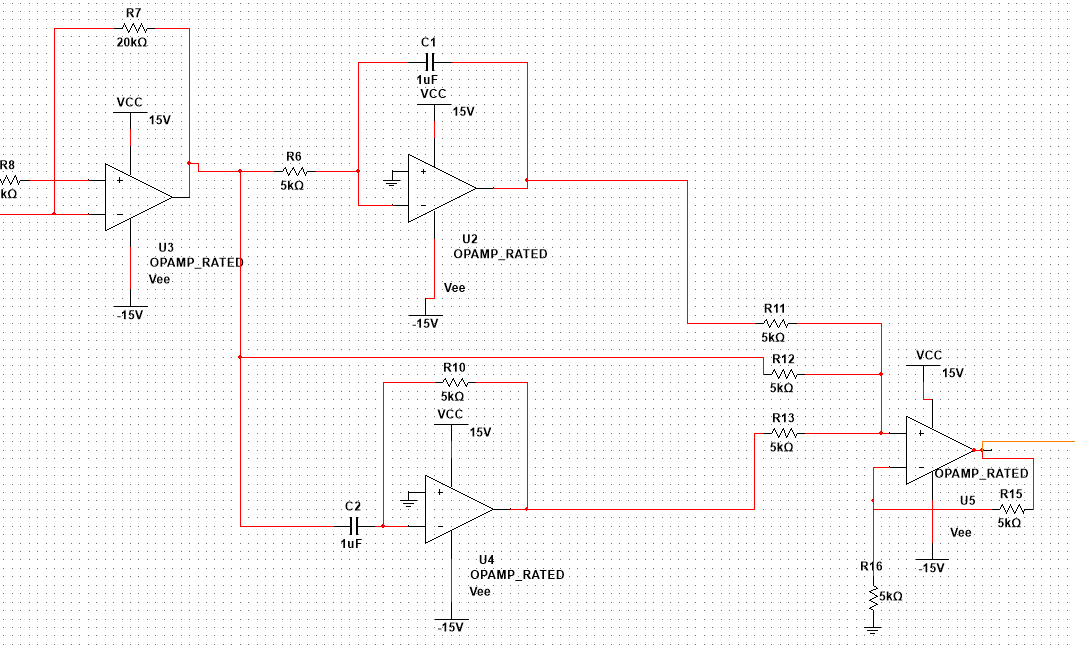 R7
20kΩ
VCC
15V
R8
kΩ
U3
OPAMP_RATED
Vee
-15V
R6
5kΩ
C1
1uF
VCC
15V
U2
OPAMP_RATED
Vee
-15V
R11
5kΩ
R12
5kΩ
R13
5kΩ
R10
5kΩ
VCC
15V
C2
1uF
U4
OPAMP_RATED
Vee
-15V
VCC
15V
OPAMP_RATED
U5
Vee
-15V
R15
5kΩ
R16
5kΩ